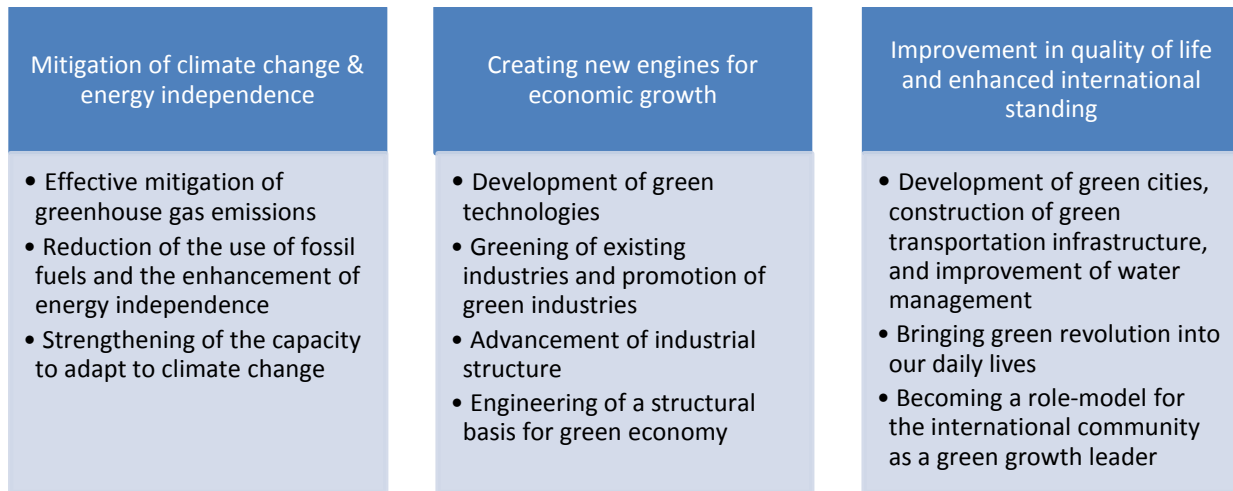 Mitigation of climate change &
energy independence
• Effective mitigation of
greenhouse gas emissions
• Reduction of the use of fossil
fuels and the enhancement of
energy independence
• Strengthening of the capacity
to adapt to climate change
Creating new engines for
economic growth
• Development of green
technologies
• Greening of existing
industries and promotion of
green industries
• Advancement of industrial
structure
• Engineering of a structural
basis for green economy
Improvement in quality of life
and enhanced international
standing
• Development of green cities,
construction of green
transportation infrastructure,
and improvement of water
management
• Bringing green revolution into
our daily lives
• Becoming a role-model for
the international community
as a green growth leader